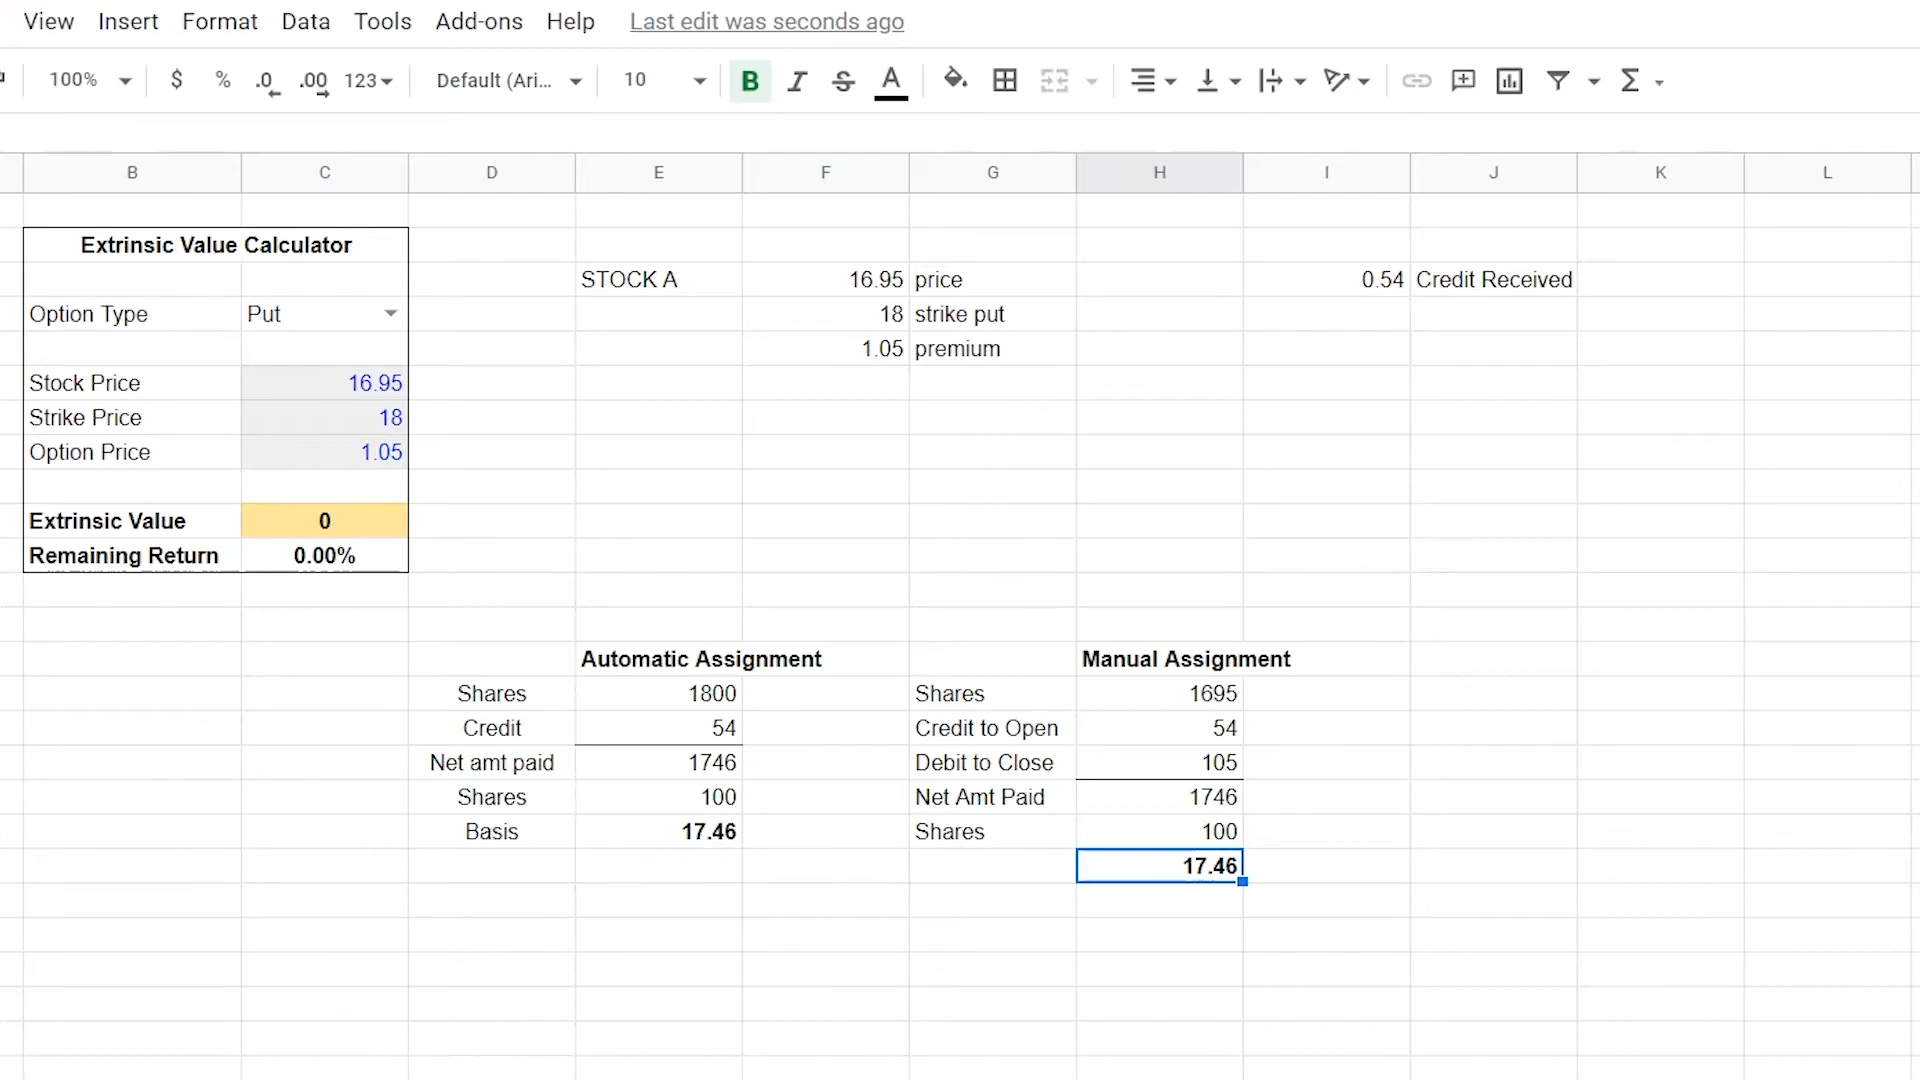 View Insert Format Data Tools Add-ons Help Last edit was seconds ago
100% $ % .0 .00 123 Default (Ari... 10 B I S A Σ
B C D E F G H I J K L
Extrinsic Value Calculator
STOCK A 16.95 price 0.54 Credit Received
Option Type Put 18 strike put
1.05 premium
Stock Price 16.95
Strike Price 18
Option Price 1.05
Extrinsic Value 0
Remaining Return 0.00%
Automatic Assignment Manual Assignment
Shares 1800 Shares 1695
Credit 54 Credit to Open 54
Net amt paid 1746 Debit to Close 105
Shares 100 Net Amt Paid 1746
Basis 17.46 Shares 100
17.46